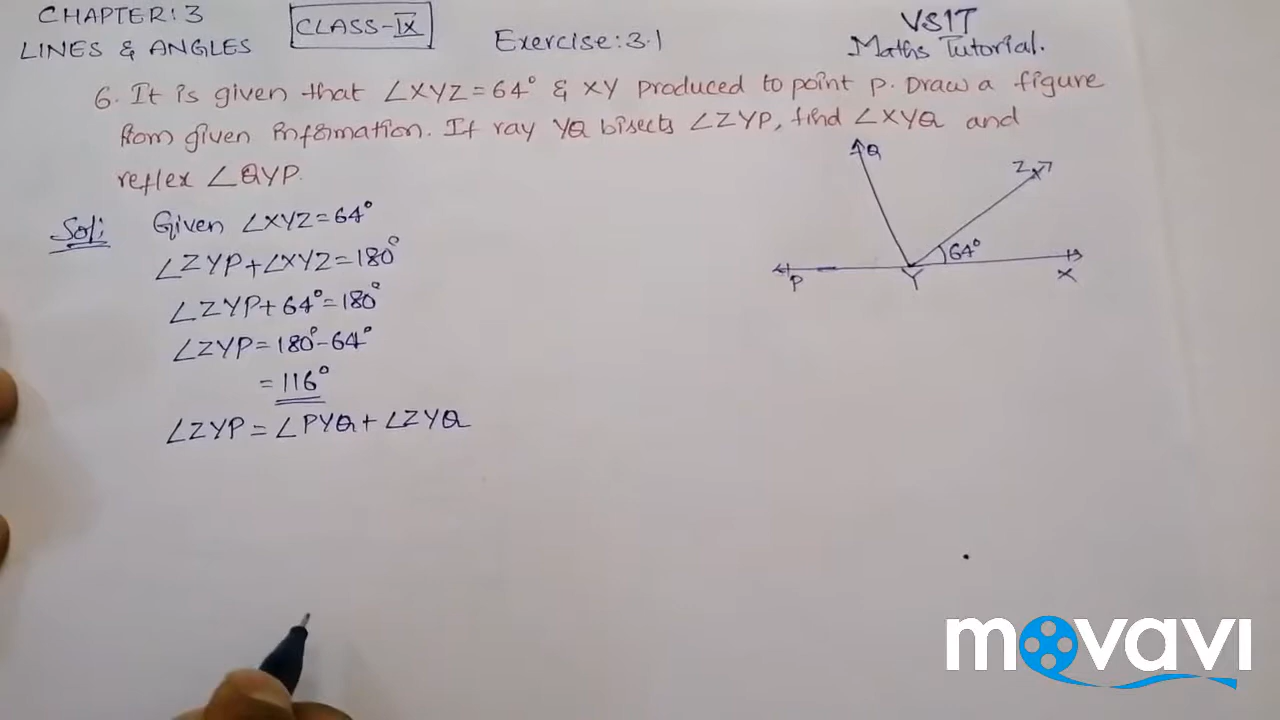 CHAPTER: 3
CLASS-IX
VSIT
LINES & ANGLES
Exercise: 3.1
Maths Tutorial.
6. It is given that ∠XYZ = 64° & XY produced to point P. Draw a figure
from given information. If ray YQ bisects ∠ZYP, find ∠XYQ and
reflex ∠QYP.
Sol:
Given ∠XYZ = 64°
∠ZYP + ∠XYZ = 180°
∠ZYP + 64° = 180°
∠ZYP = 180° - 64°
= 116°
∠ZYP = ∠PYQ + ∠ZYQ
Q
Z
64°
P
Y
X
movavi